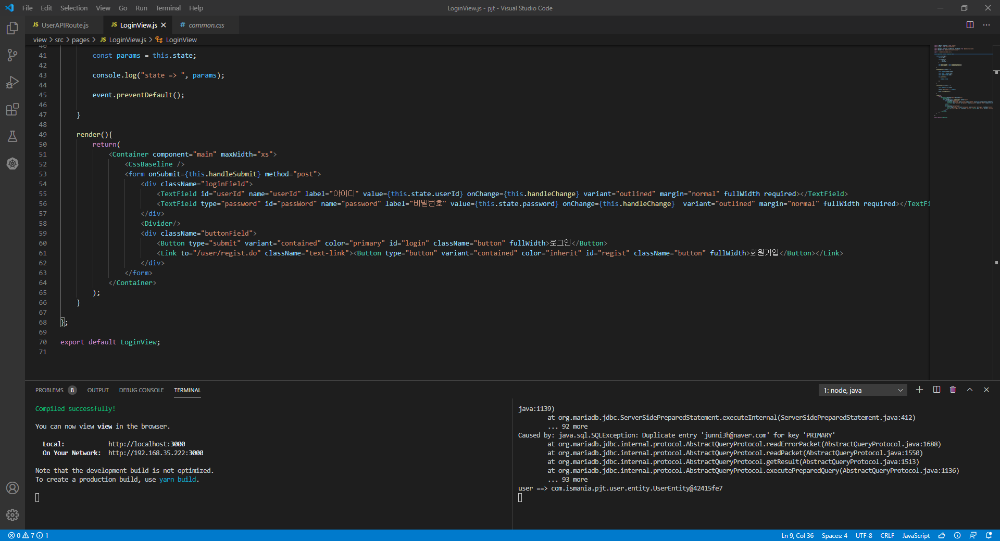 File Edit Selection View Go Run Terminal Help
LoginView.js - pjt - Visual Studio Code
JS UserAPIRoute.js JS LoginView.js # common.css
view > src > pages > JS LoginView.js > LoginView
40
41 const params = this.state;
42
43 console.log("state => ", params);
44
45 event.preventDefault();
46
47 }
48
49 render(){
50 return(
51 <Container component="main" maxWidth="xs">
52 <CssBaseline />
53 <form onSubmit={this.handleSubmit} method="post">
54 <div className="loginField">
55 <TextField id="userId" name="userId" label="아이디" value={this.state.userId} onChange={this.handleChange} variant="outlined" margin="normal" fullWidth required></TextField>
56 <TextField type="password" id="passWord" name="password" label="비밀번호" value={this.state.password} onChange={this.handleChange}  variant="outlined" margin="normal" fullWidth required></TextFi
57 </div>
58 <Divider/>
59 <div className="buttonField">
60 <Button type="submit" variant="contained" color="primary" id="login" className="button" fullWidth>로그인</Button>
61 <Link to="/user/regist.do" className="text-link"><Button type="button" variant="contained" color="inherit" id="regist" className="button" fullWidth>회원가입</Button></Link>
62 </div>
63 </form>
64 </Container>
65 );
66 }
67
68 };
69
70 export default LoginView;
71
PROBLEMS 8 OUTPUT DEBUG CONSOLE TERMINAL
1: node, java
Compiled successfully!
You can now view view in the browser.
Local: http://localhost:3000
On Your Network: http://192.168.35.222:3000
Note that the development build is not optimized.
To create a production build, use yarn build.
java:1139)
at org.mariadb.jdbc.ServerSidePreparedStatement.executeInternal(ServerSidePreparedStatement.java:412)
... 92 more
Caused by: java.sql.SQLException: Duplicate entry 'junni3h@naver.com' for key 'PRIMARY'
at org.mariadb.jdbc.internal.protocol.AbstractQueryProtocol.readErrorPacket(AbstractQueryProtocol.java:1688)
at org.mariadb.jdbc.internal.protocol.AbstractQueryProtocol.readPacket(AbstractQueryProtocol.java:1550)
at org.mariadb.jdbc.internal.protocol.AbstractQueryProtocol.getResult(AbstractQueryProtocol.java:1513)
at org.mariadb.jdbc.internal.protocol.AbstractQueryProtocol.executePreparedQuery(AbstractQueryProtocol.java:1136)
... 93 more
user ==> com.ismania.pjt.user.entity.UserEntity@42415fe7
0 7 1
Ln 9, Col 36 Spaces: 4 UTF-8 CRLF JavaScript